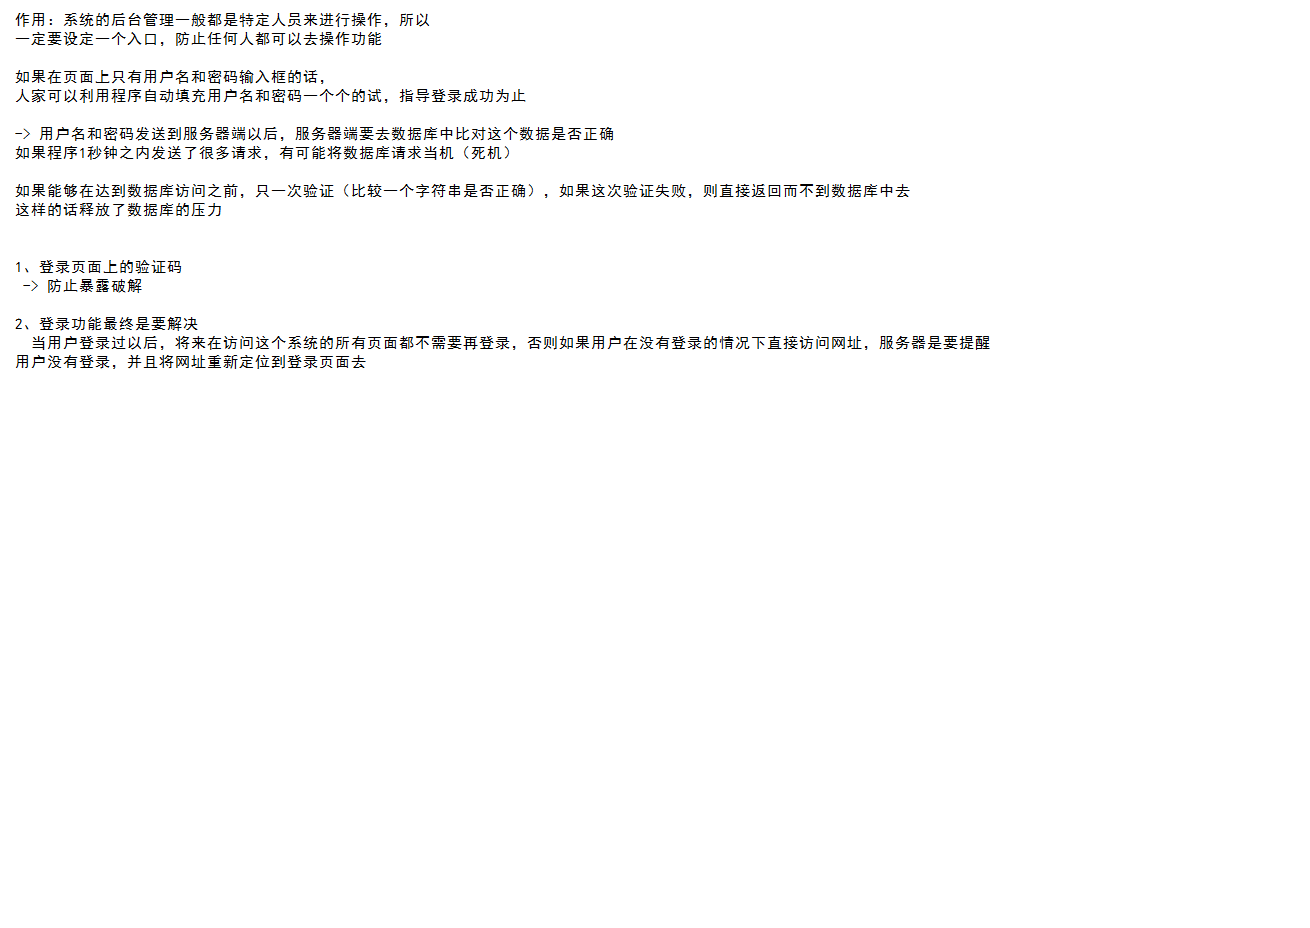 作用：系统的后台管理一般都是特定人员来进行操作，所以
一定要设定一个入口，防止任何人都可以去操作功能
如果在页面上只有用户名和密码输入框的话，
人家可以利用程序自动填充用户名和密码一个个的试，指导登录成功为止
-> 用户名和密码发送到服务器端以后，服务器端要去数据库中比对这个数据是否正确
如果程序1秒钟之内发送了很多请求，有可能将数据库请求当机（死机）
如果能够在达到数据库访问之前，只一次验证（比较一个字符串是否正确），如果这次验证失败，则直接返回而不到数据库中去
这样的话释放了数据库的压力
1、登录页面上的验证码
-> 防止暴露破解
2、登录功能最终是要解决
当用户登录过以后，将来在访问这个系统的所有页面都不需要再登录，否则如果用户在没有登录的情况下直接访问网址，服务器是要提醒
用户没有登录，并且将网址重新定位到登录页面去